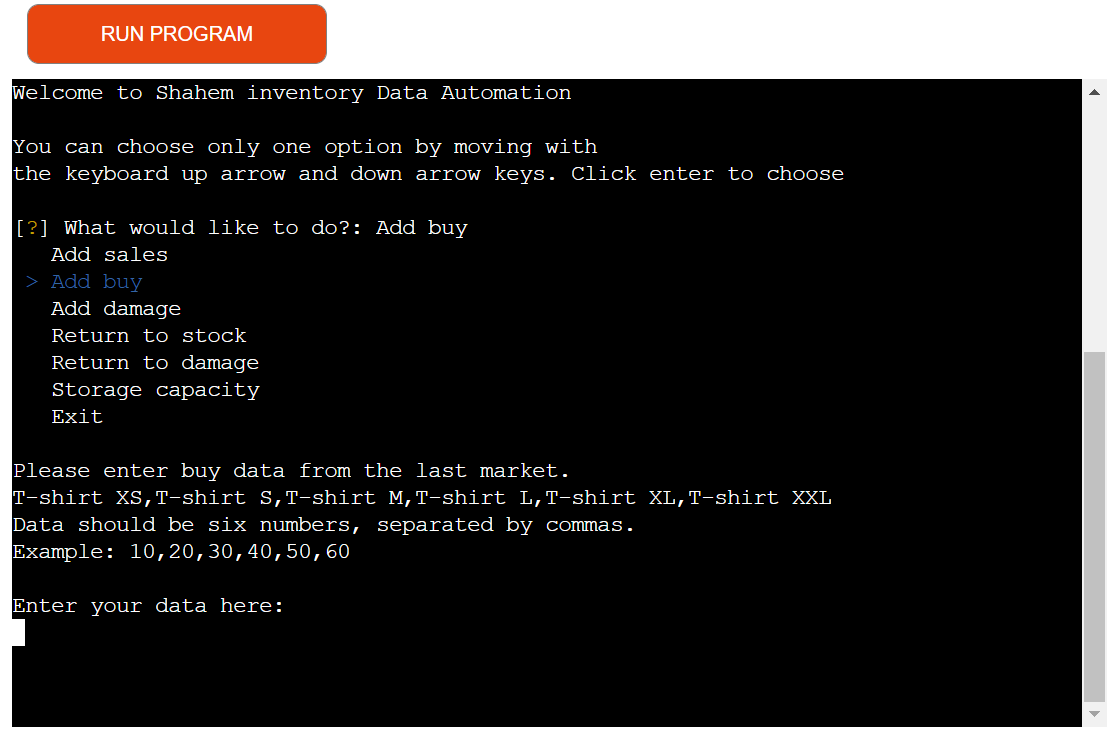 RUN PROGRAM
Welcome to Shahem inventory Data Automation
You can choose only one option by moving with
the keyboard up arrow and down arrow keys. Click enter to choose
[?] What would like to do?: Add buy
Add sales
> Add buy
Add damage
Return to stock
Return to damage
Storage capacity
Exit
Please enter buy data from the last market.
T-shirt XS,T-shirt S,T-shirt M,T-shirt L,T-shirt XL,T-shirt XXL
Data should be six numbers, separated by commas.
Example: 10,20,30,40,50,60
Enter your data here: